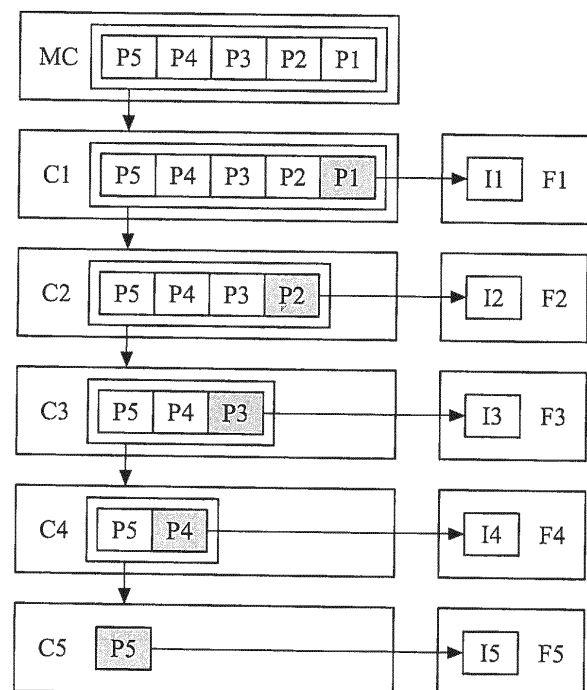 MC P5 P4 P3 P2 P1
C1 P5 P4 P3 P2 P1 I1 F1
C2 P5 P4 P3 P2 I2 F2
C3 P5 P4 P3 I3 F3
C4 P5 P4 I4 F4
C5 P5 I5 F5